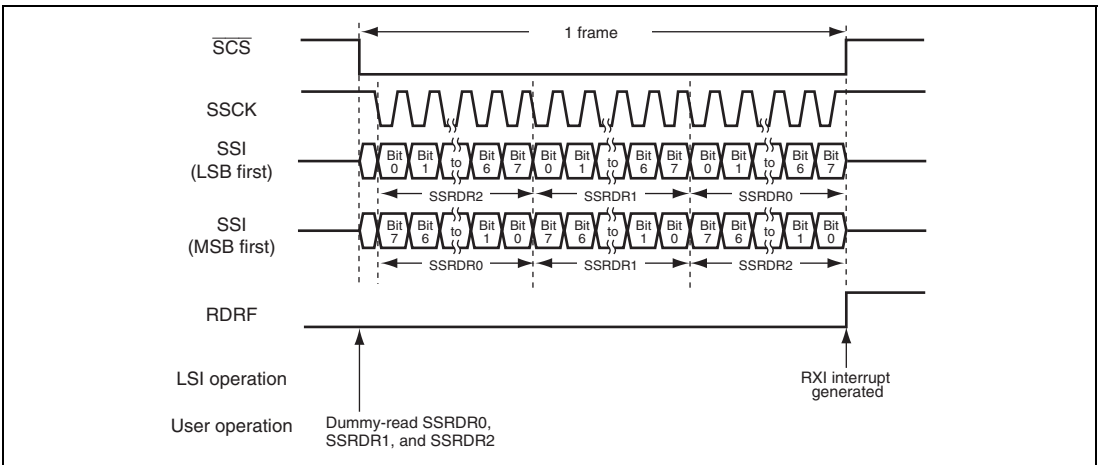 1 frame
SCS
SSCK
SSI
(LSB first)
Bit 0 Bit 1 to Bit 6 Bit 7 Bit 0 Bit 1 to Bit 6 Bit 7 Bit 0 Bit 1 to Bit 6 Bit 7
SSRDR2 SSRDR1 SSRDR0
SSI
(MSB first)
Bit 7 Bit 6 to Bit 1 Bit 0 Bit 7 Bit 6 to Bit 1 Bit 0 Bit 7 Bit 6 to Bit 1 Bit 0
SSRDR0 SSRDR1 SSRDR2
RDRF
LSI operation
RXI interrupt
generated
User operation
Dummy-read SSRDR0,
SSRDR1, and SSRDR2